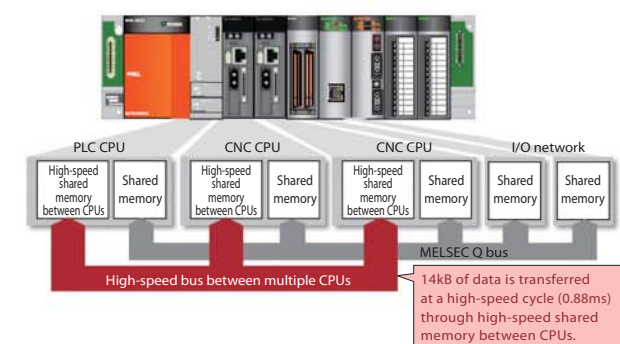 PLC CPU
CNC CPU
CNC CPU
I/O network
High-speed
shared
memory
between CPUs
Shared
memory
High-speed
shared
memory
between CPUs
Shared
memory
High-speed
shared
memory
between CPUs
Shared
memory
Shared
memory
Shared
memory
MELSEC Q bus
High-speed bus between multiple CPUs
14kB of data is transferred
at a high-speed cycle (0.88ms)
through high-speed shared
memory between CPUs.